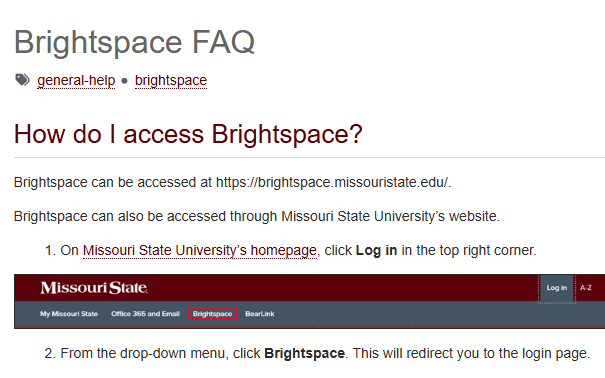 Brightspace FAQ
general-help ● brightspace
How do I access Brightspace?
Brightspace can be accessed at https://brightspace.missouristate.edu/.
Brightspace can also be accessed through Missouri State University’s website.
1. On Missouri State University’s homepage, click Log in in the top right corner.
Missouri State Log in A-Z
My Missouri State Office 365 and Email Brightspace BearLink
2. From the drop-down menu, click Brightspace. This will redirect you to the login page.